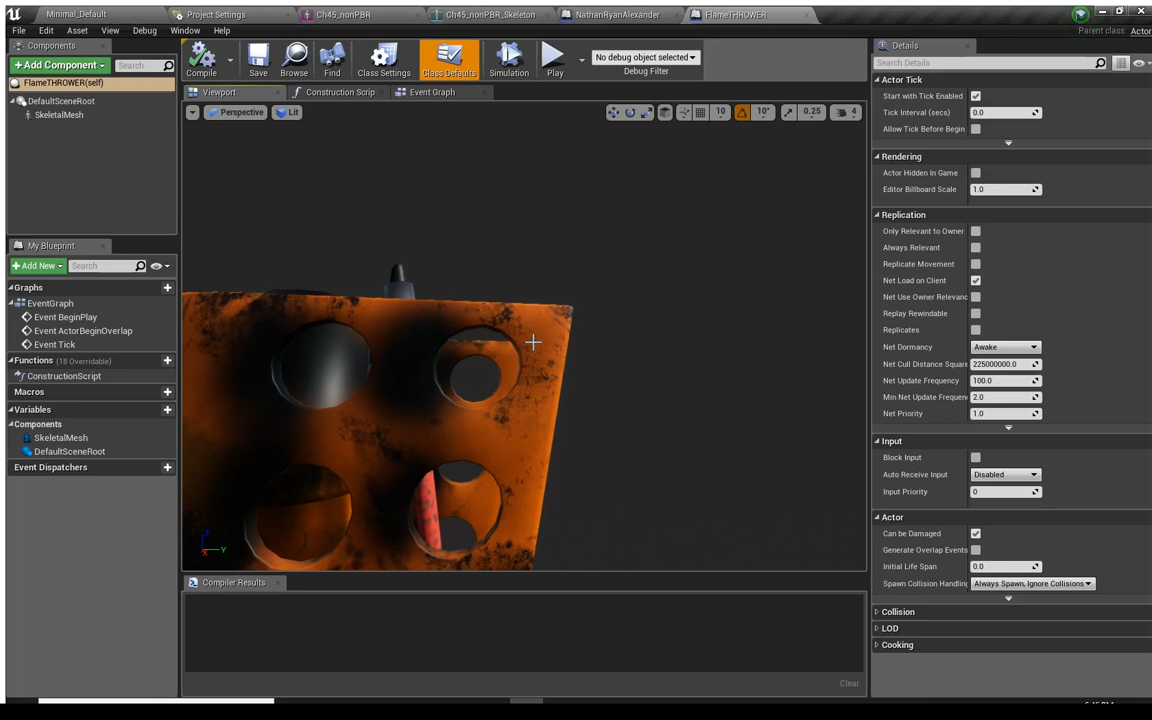 Minimal_Default
Project Settings
Ch45_nonPBR
Ch45_nonPBR_Skeleton
NathanRyanAlexander
FlameTHROWER
File Edit Asset View Debug Window Help
Parent class: Actor
Components
+Add Component
Search
FlameTHROWER(self)
DefaultSceneRoot
SkeletalMesh
My Blueprint
+Add New
Search
Graphs
EventGraph
Event BeginPlay
Event ActorBeginOverlap
Event Tick
Functions (18 Overridable)
ConstructionScript
Macros
Variables
Components
SkeletalMesh
DefaultSceneRoot
Event Dispatchers
Compile
Save
Browse
Find
Class Settings
Class Defaults
Simulation
Play
No debug object selected
Debug Filter
Viewport
Construction Scrip
Event Graph
Perspective
Lit
10
10°
0.25
4
Z
Y
X
Compiler Results
Clear
Details
Search Details
Actor Tick
Start with Tick Enabled
Tick Interval (secs) 0.0
Allow Tick Before Begin
Rendering
Actor Hidden In Game
Editor Billboard Scale 1.0
Replication
Only Relevant to Owner
Always Relevant
Replicate Movement
Net Load on Client
Net Use Owner Relevanc
Replay Rewindable
Replicates
Net Dormancy Awake
Net Cull Distance Square 225000000.0
Net Update Frequency 100.0
Min Net Update Frequen 2.0
Net Priority 1.0
Input
Block Input
Auto Receive Input Disabled
Input Priority 0
Actor
Can be Damaged
Generate Overlap Events
Initial Life Span 0.0
Spawn Collision Handlin Always Spawn, Ignore Collisions
Collision
LOD
Cooking